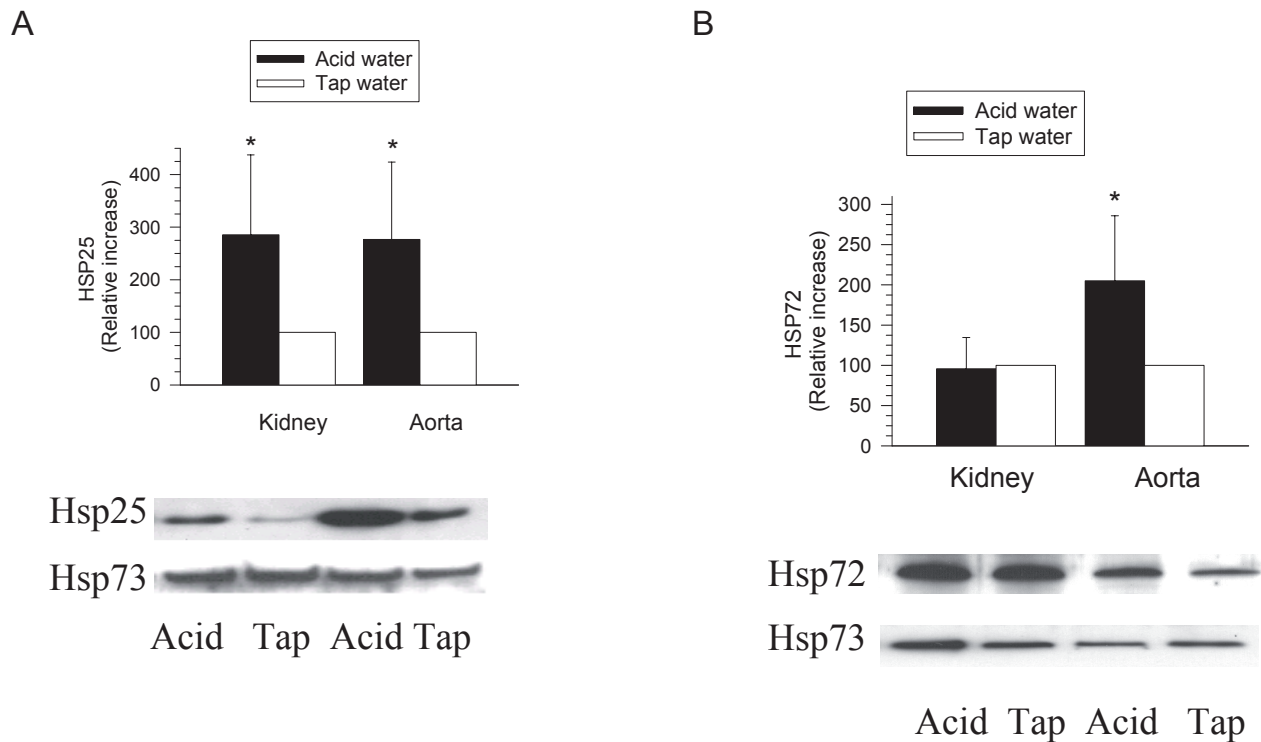 A
Acid water
Tap water
*
*
400
300
200
100
0
HSP25
(Relative increase)
Kidney Aorta
Hsp25
Hsp73
Acid Tap Acid Tap
B
Acid water
Tap water
*
300
250
200
150
100
50
0
HSP72
(Relative increase)
Kidney Aorta
Hsp72
Hsp73
Acid Tap Acid Tap